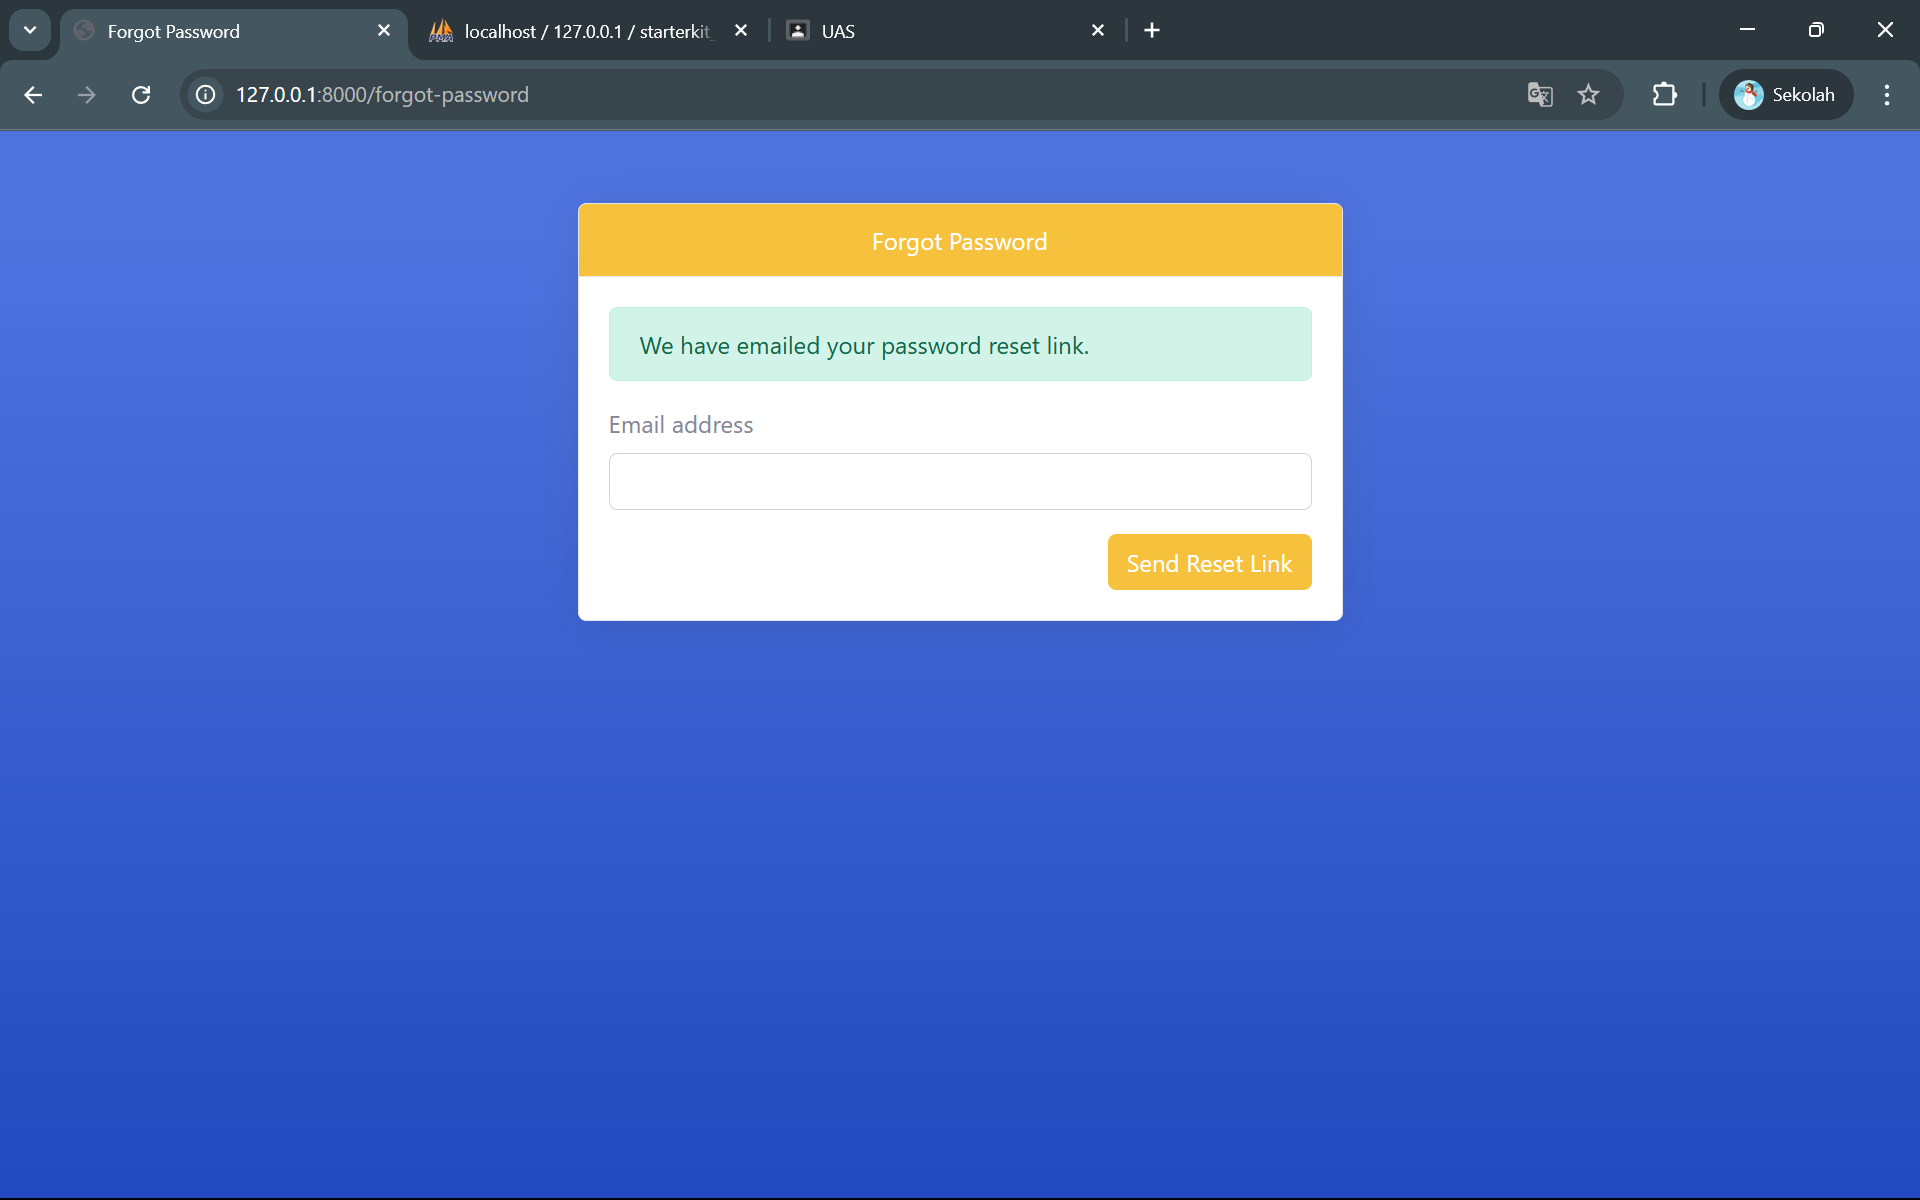 Forgot Password
localhost / 127.0.0.1 / starterkit_
UAS
127.0.0.1:8000/forgot-password
Sekolah
Forgot Password
We have emailed your password reset link.
Email address
Send Reset Link